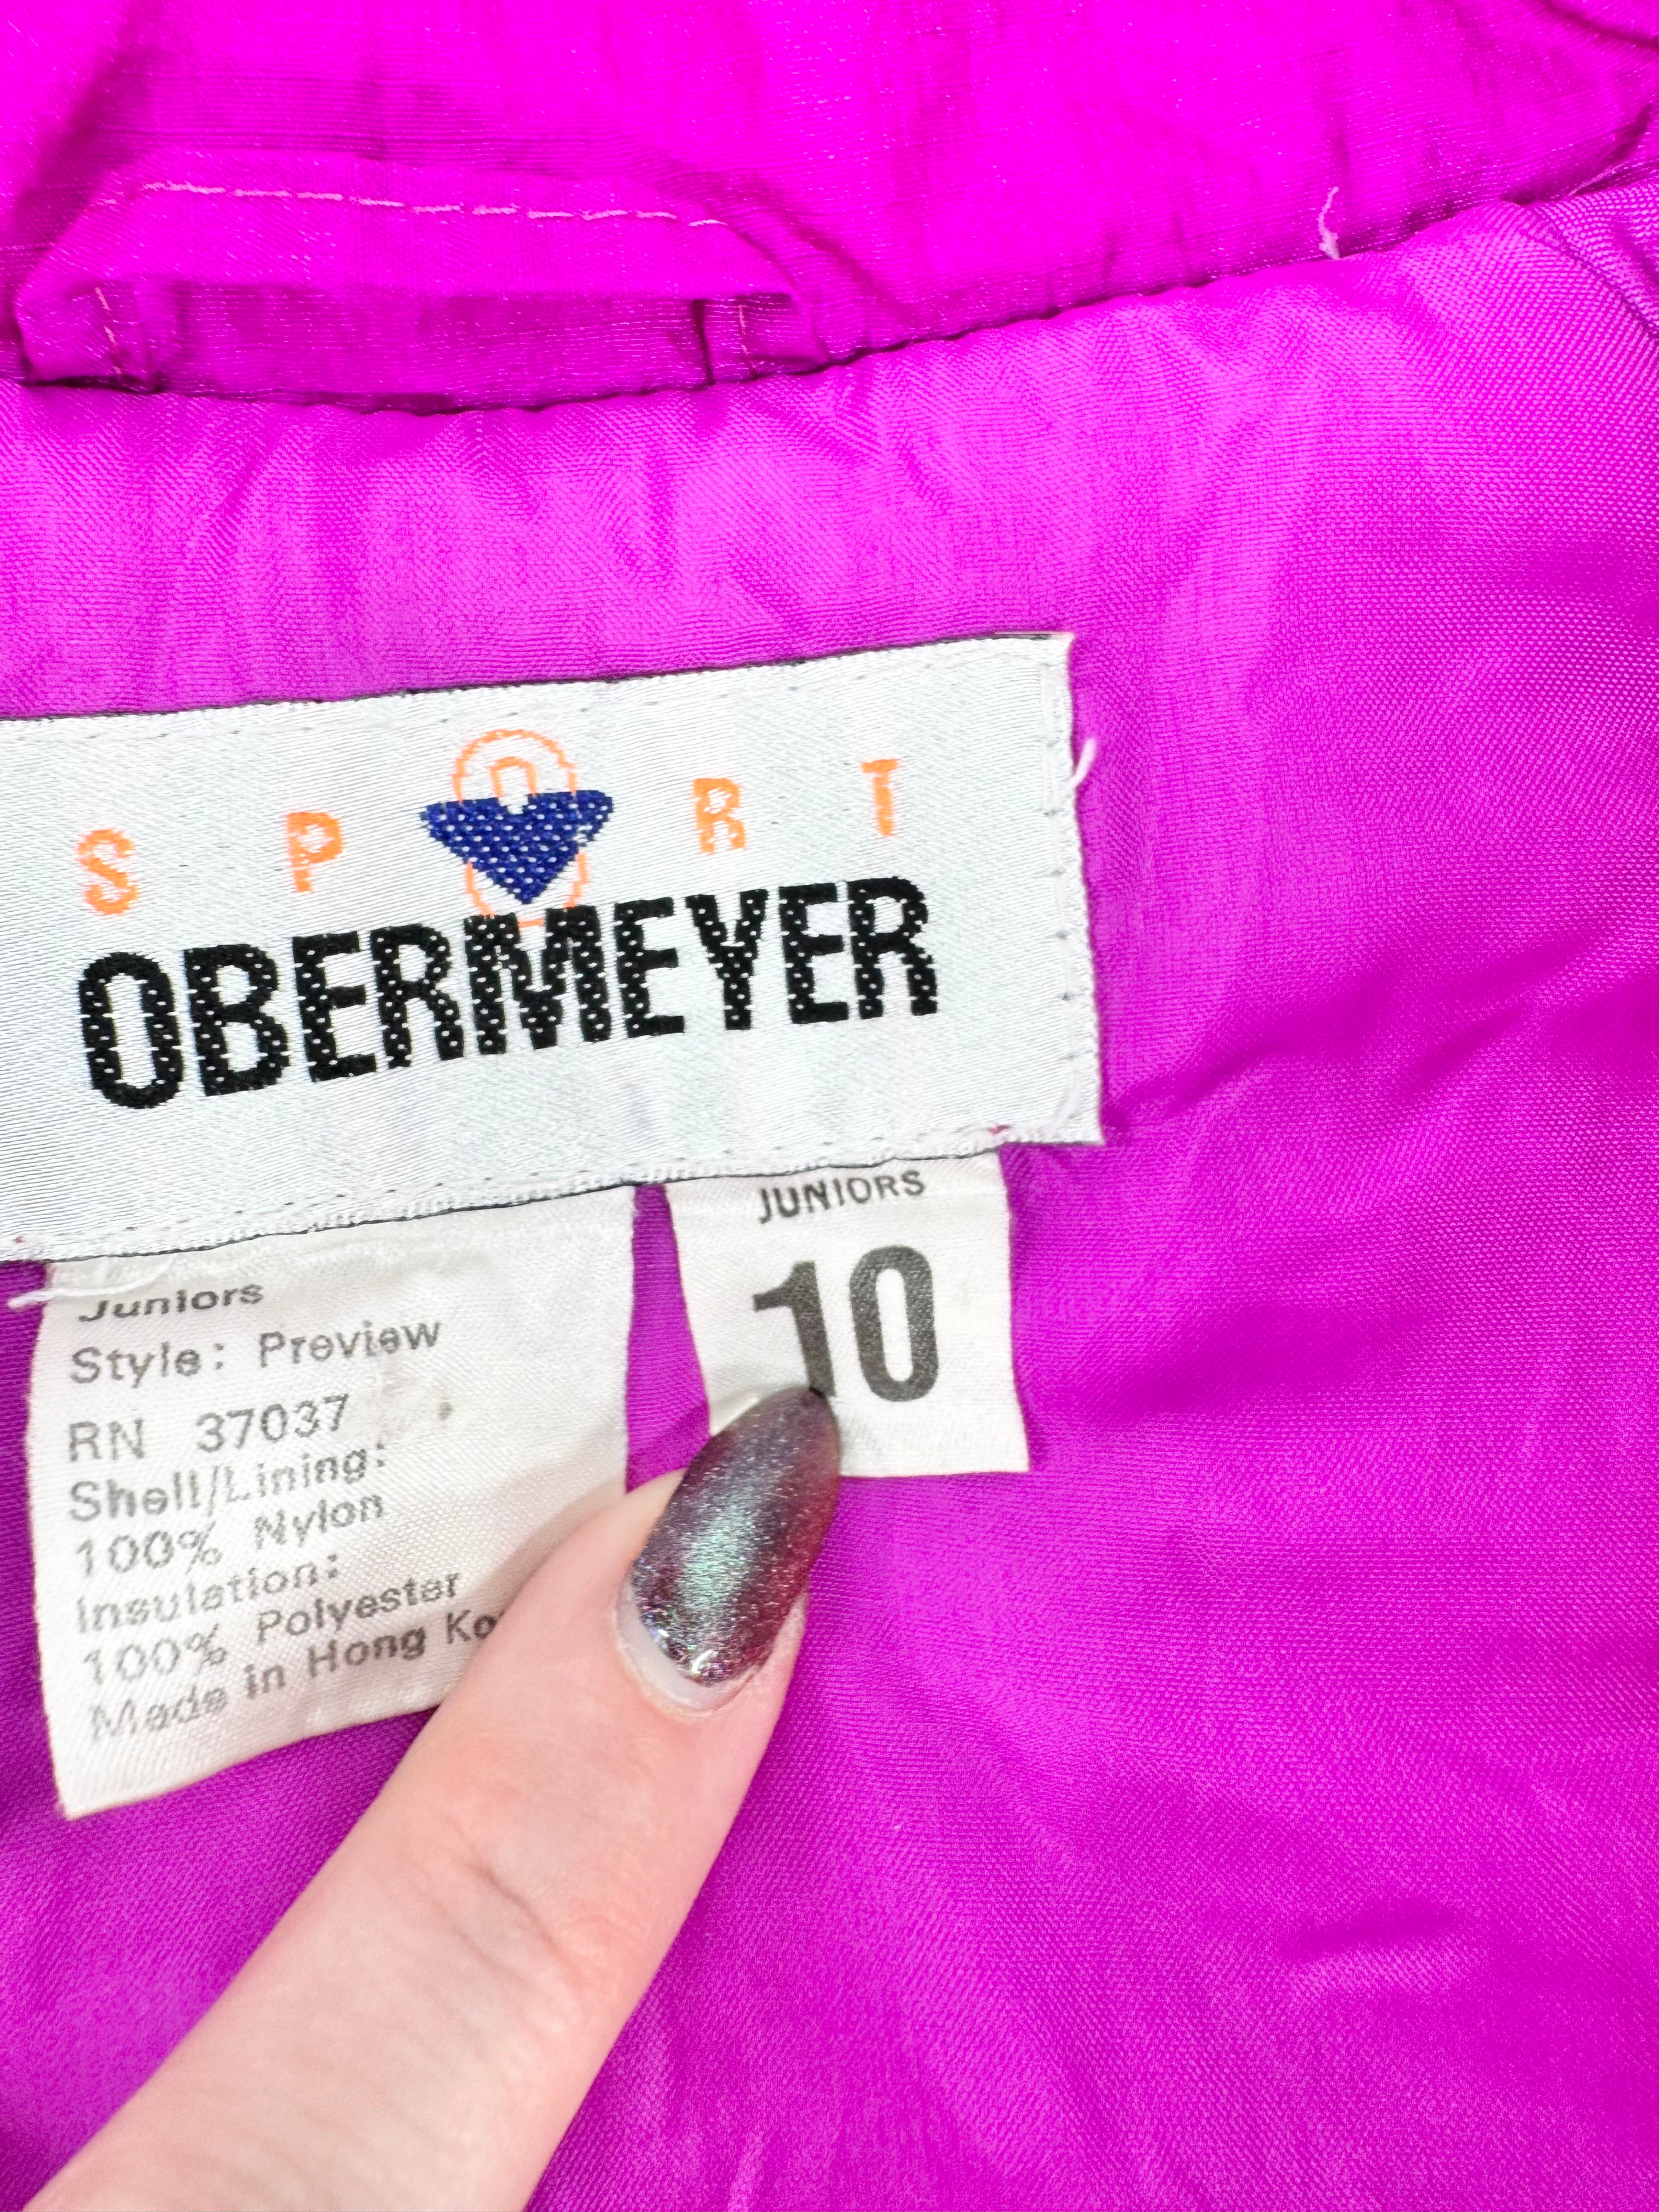 SPORT
OBERMEYER
JUNIORS
10
Juniors
Style: Preview
RN 37037
Shell/Lining:
100% Nylon
Insulation:
100% Polyester
Made in Hong